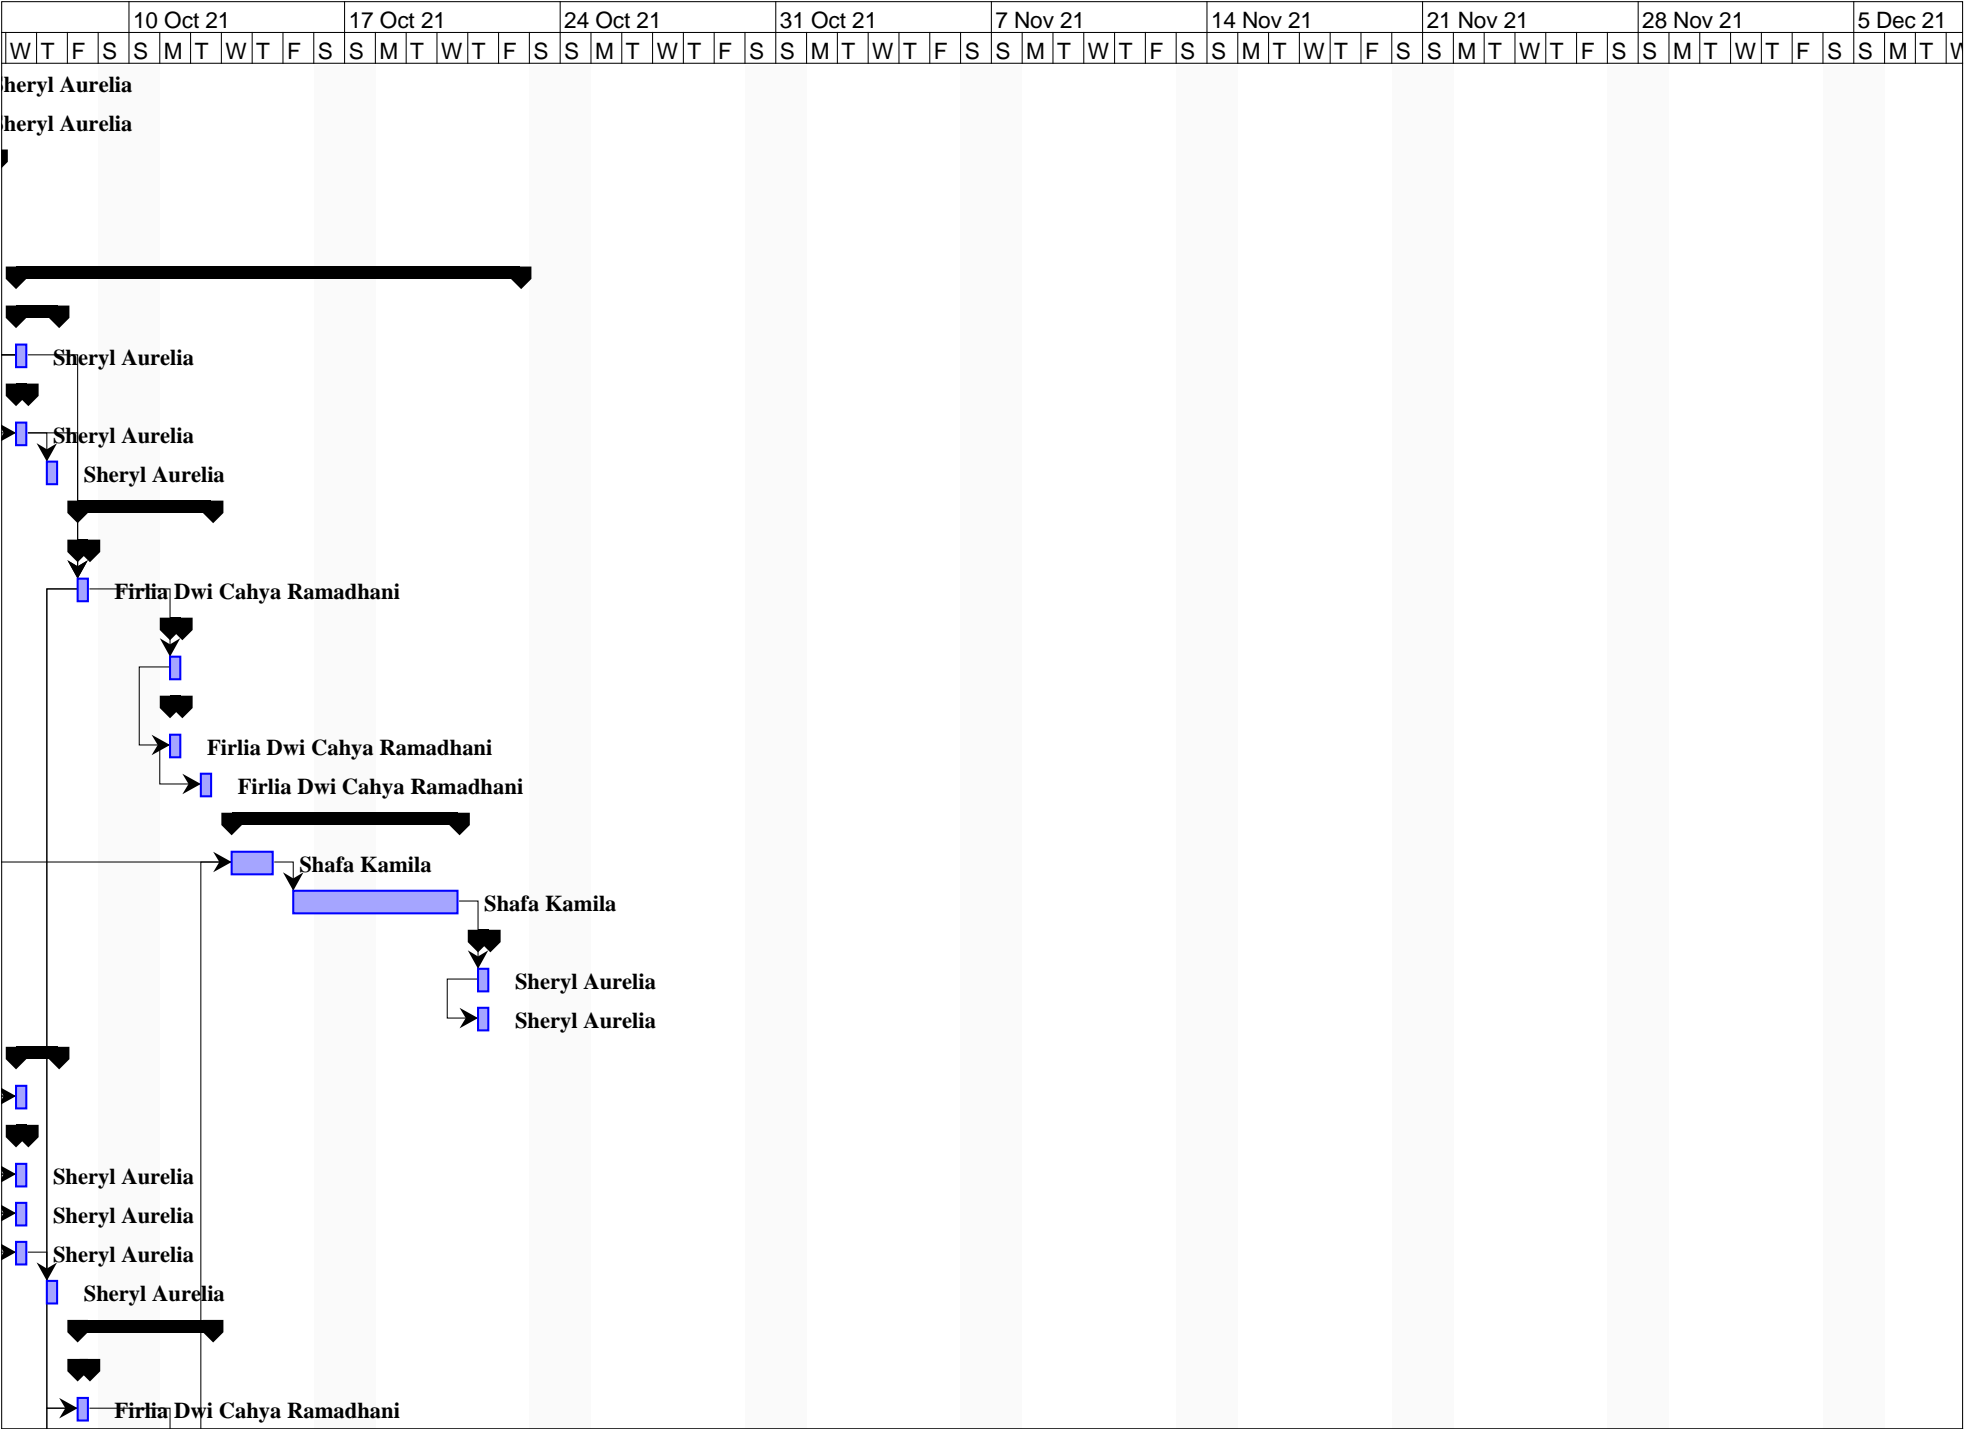 10 Oct 21 17 Oct 21 24 Oct 21 31 Oct 21 7 Nov 21 14 Nov 21 21 Nov 21 28 Nov 21 5 Dec 21
W T F S S M T W T F S S M T W T F S S M T W T F S S M T W T F S S M T W T F S S M T W T F S S M T W T F S S M T W T F S S M T W
heryl Aurelia
heryl Aurelia
Sheryl Aurelia
Sheryl Aurelia
Sheryl Aurelia
Firlia Dwi Cahya Ramadhani
Firlia Dwi Cahya Ramadhani
Firlia Dwi Cahya Ramadhani
Shafa Kamila
Shafa Kamila
Sheryl Aurelia
Sheryl Aurelia
Sheryl Aurelia
Sheryl Aurelia
Sheryl Aurelia
Sheryl Aurelia
Firlia Dwi Cahya Ramadhani